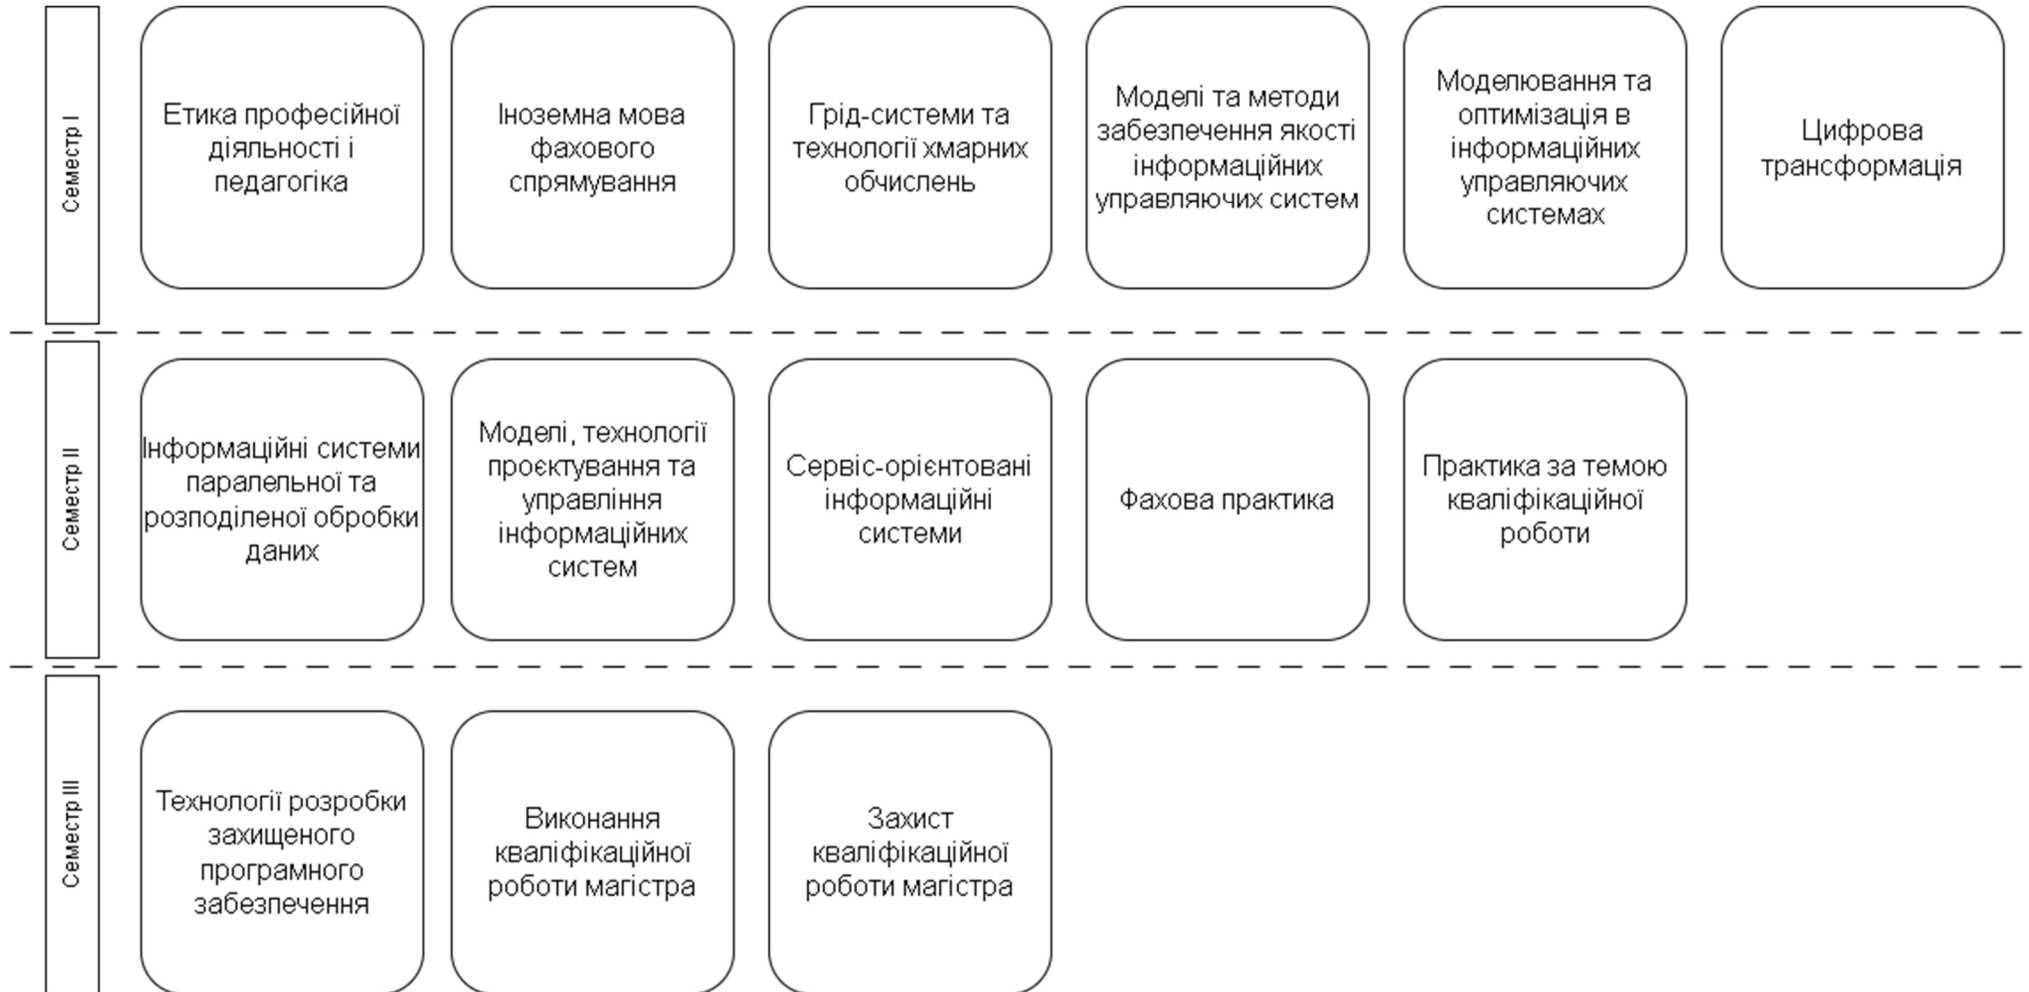 Семестр I
Етика професійної
діяльності і
педагогіка
Іноземна мова
фахового
спрямування
Грід-системи та
технології хмарних
обчислень
Моделі та методи
забезпечення якості
інформаційних
управляючих систем
Моделювання та
оптимізація в
інформаційних
управляючих
системах
Цифрова
трансформація
Семестр II
Інформаційні системи
паралельної та
розподіленої обробки
даних
Моделі, технології
проєктування та
управління
інформаційних
систем
Сервіс-орієнтовані
інформаційні
системи
Фахова практика
Практика за темою
кваліфікаційної
роботи
Семестр III
Технології розробки
захищеного
програмного
забезпечення
Виконання
кваліфікаційної
роботи магістра
Захист
кваліфікаційної
роботи магістра